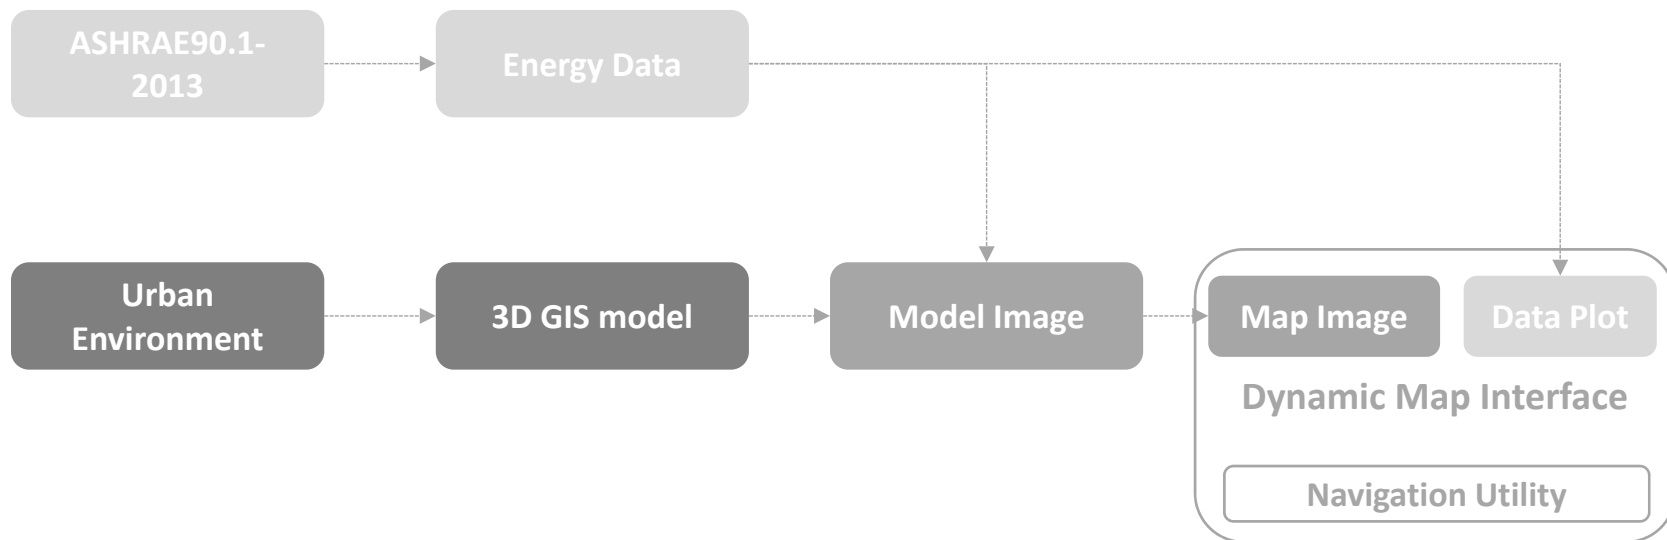 ASHRAE90.1-
2013
Energy Data
Urban
Environment
3D GIS model
Model Image
Map Image
Data Plot
Dynamic Map Interface
Navigation Utility